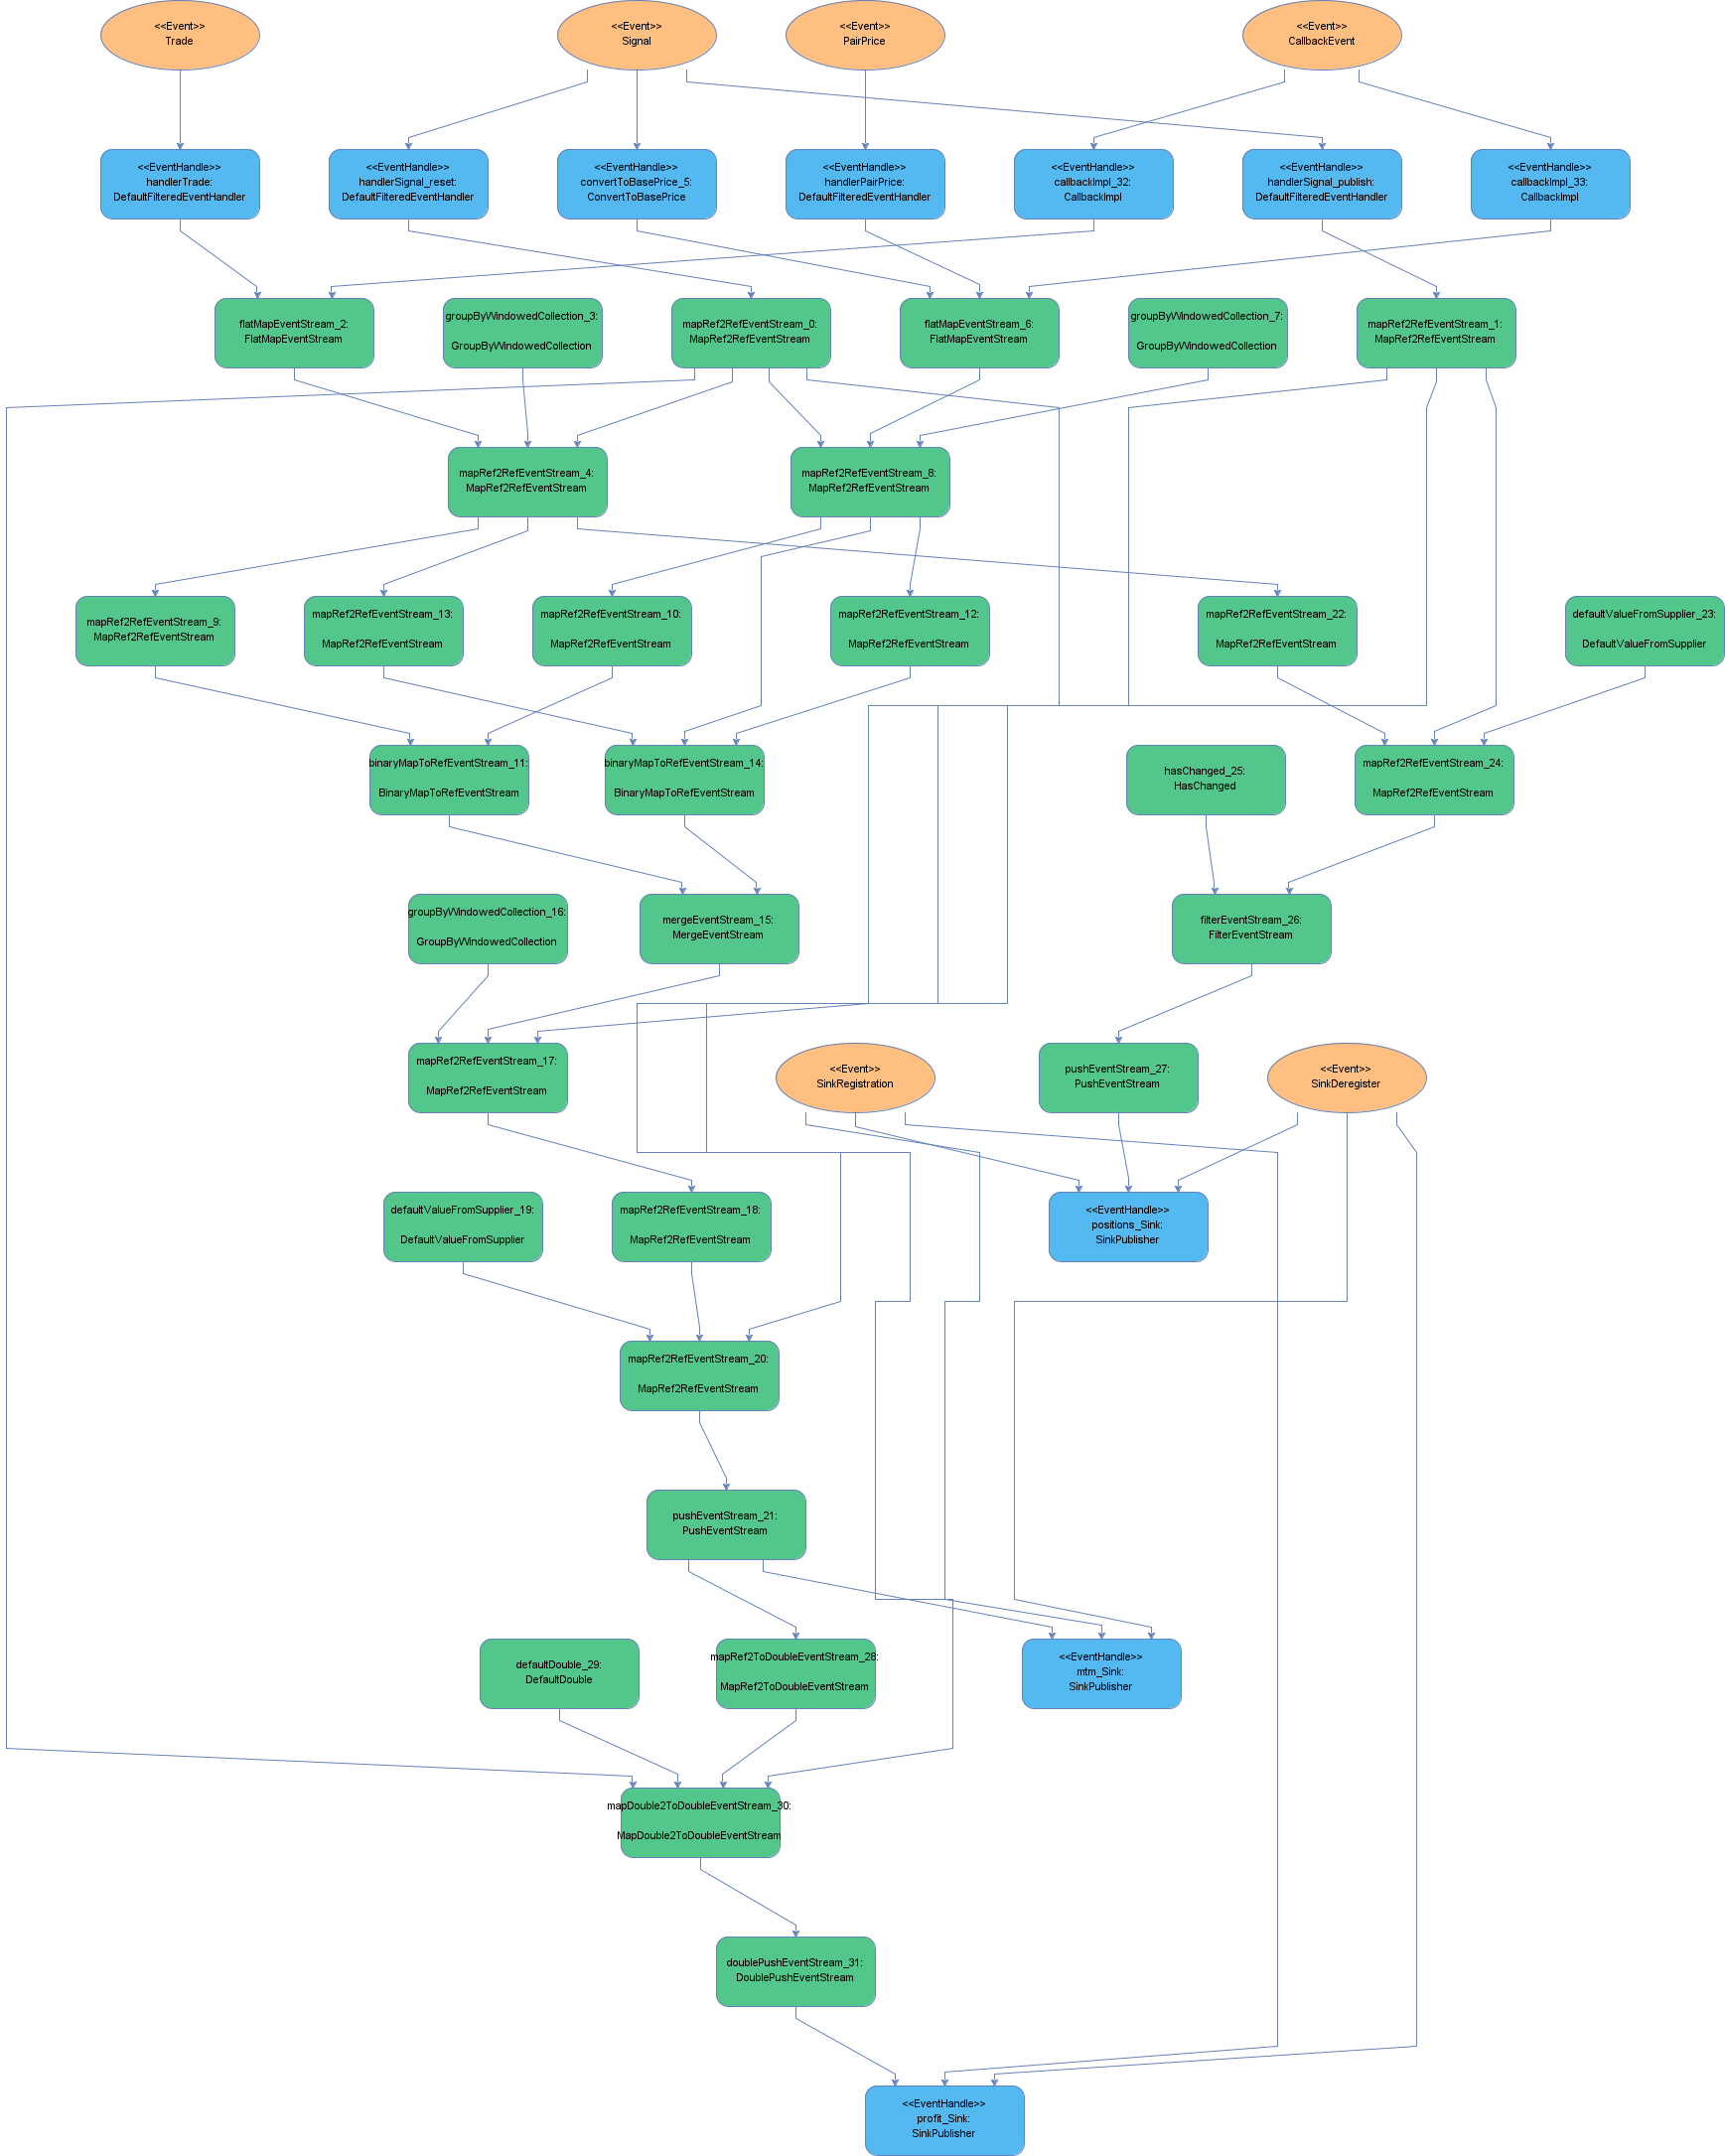 <<Event>>
Trade
<<Event>>
Signal
<<Event>>
PairPrice
<<Event>>
CallbackEvent
<<EventHandle>>
handlerTrade:
DefaultFilteredEventHandler
<<EventHandle>>
handlerSignal_reset:
DefaultFilteredEventHandler
<<EventHandle>>
convertToBasePrice_5:
ConvertToBasePrice
<<EventHandle>>
handlerPairPrice:
DefaultFilteredEventHandler
<<EventHandle>>
callbackImpl_32:
CallbackImpl
<<EventHandle>>
handlerSignal_publish:
DefaultFilteredEventHandler
<<EventHandle>>
callbackImpl_33:
CallbackImpl
flatMapEventStream_2:
FlatMapEventStream
groupByWindowedCollection_3:
GroupByWindowedCollection
mapRef2RefEventStream_0:
MapRef2RefEventStream
flatMapEventStream_6:
FlatMapEventStream
groupByWindowedCollection_7:
GroupByWindowedCollection
mapRef2RefEventStream_1:
MapRef2RefEventStream
mapRef2RefEventStream_4:
MapRef2RefEventStream
mapRef2RefEventStream_8:
MapRef2RefEventStream
mapRef2RefEventStream_9:
MapRef2RefEventStream
mapRef2RefEventStream_13:
MapRef2RefEventStream
mapRef2RefEventStream_10:
MapRef2RefEventStream
mapRef2RefEventStream_12:
MapRef2RefEventStream
mapRef2RefEventStream_22:
MapRef2RefEventStream
defaultValueFromSupplier_23:
DefaultValueFromSupplier
binaryMapToRefEventStream_11:
BinaryMapToRefEventStream
binaryMapToRefEventStream_14:
BinaryMapToRefEventStream
hasChanged_25:
HasChanged
mapRef2RefEventStream_24:
MapRef2RefEventStream
groupByWindowedCollection_16:
GroupByWindowedCollection
mergeEventStream_15:
MergeEventStream
filterEventStream_26:
FilterEventStream
mapRef2RefEventStream_17:
MapRef2RefEventStream
<<Event>>
SinkRegistration
pushEventStream_27:
PushEventStream
<<Event>>
SinkDeregister
defaultValueFromSupplier_19:
DefaultValueFromSupplier
mapRef2RefEventStream_18:
MapRef2RefEventStream
<<EventHandle>>
positions_Sink:
SinkPublisher
mapRef2RefEventStream_20:
MapRef2RefEventStream
pushEventStream_21:
PushEventStream
defaultDouble_29:
DefaultDouble
mapRef2ToDoubleEventStream_28:
MapRef2ToDoubleEventStream
<<EventHandle>>
mtm_Sink:
SinkPublisher
mapDouble2ToDoubleEventStream_30:
MapDouble2ToDoubleEventStream
doublePushEventStream_31:
DoublePushEventStream
<<EventHandle>>
profit_Sink:
SinkPublisher